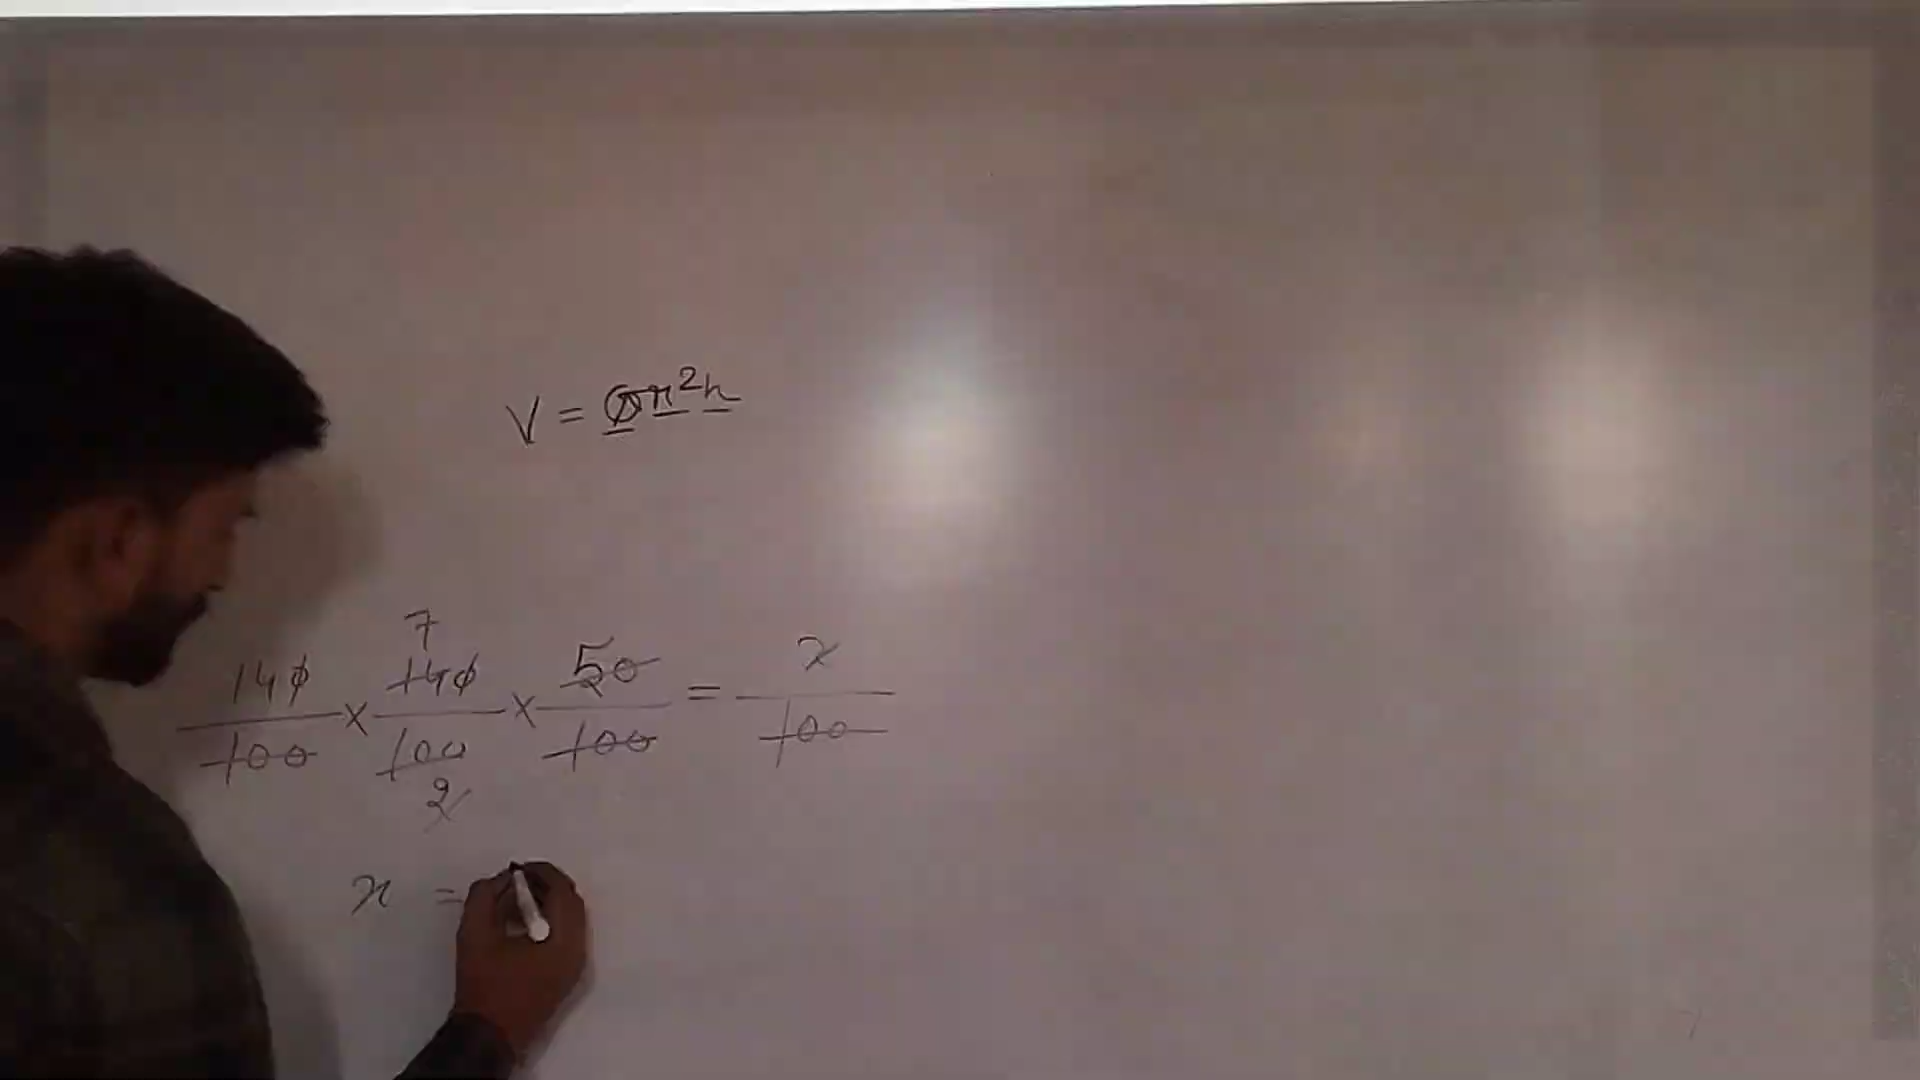 V = πr²h
7
140/100 × 140/100 × 50/100 = x/100
2
x =